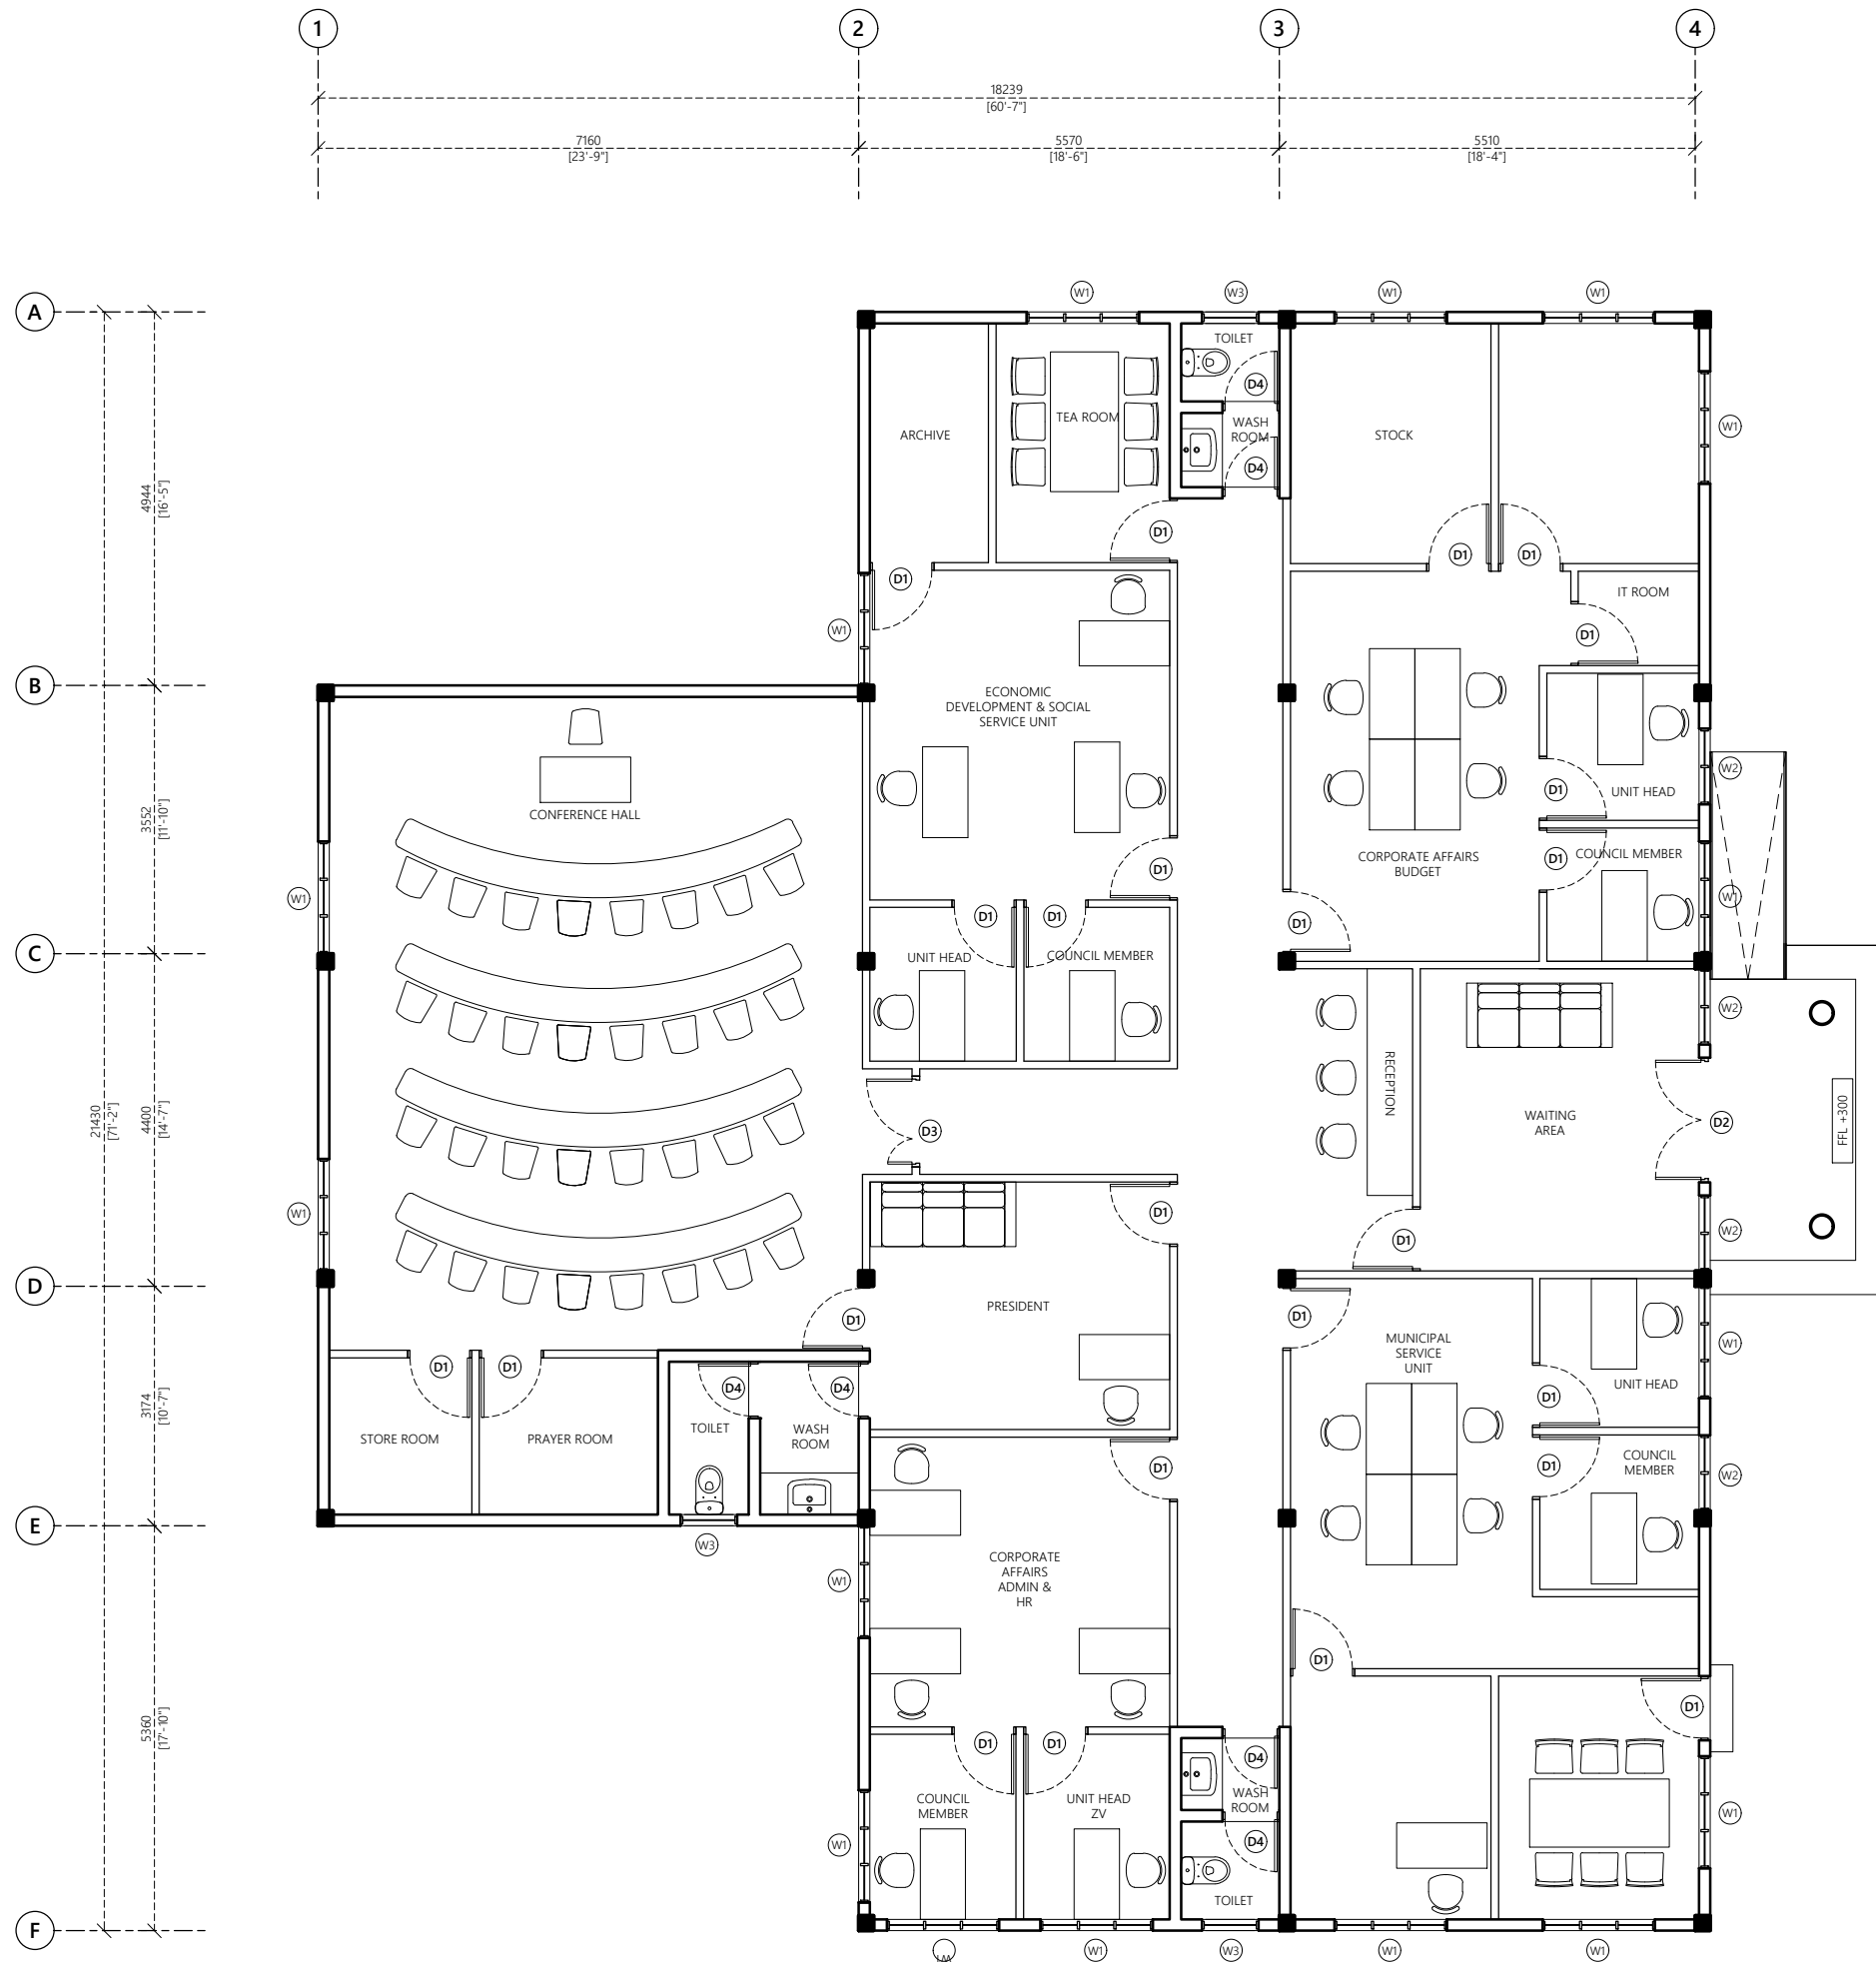 1
2
3
4
18239
[60'-7"]
7160
[23'-9"]
5570
[18'-6"]
5510
[18'-4"]
A
W1
W3
W1
W1
TOILET
D4
TEA ROOM
WASH
ROOM
W1
ARCHIVE
STOCK
D4
4944
[16'-5"]
D1
D1
D1
D1
IT ROOM
W1
D1
B
ECONOMIC
DEVELOPMENT & SOCIAL
SERVICE UNIT
W2
D1
UNIT HEAD
CONFERENCE HALL
3552
[11'-10"]
CORPORATE AFFAIRS
BUDGET
D1
COUNCIL MEMBER
D1
W1
W1
D1
D1
D1
C
UNIT HEAD
COUNCIL MEMBER
W2
RECEPTION
WAITING
AREA
D2
FFL +300
D3
21430
[71'-2"]
4400
[14'-7"]
W1
D1
D1
W2
D
PRESIDENT
D1
D1
MUNICIPAL
SERVICE
UNIT
W1
D1
D1
D4
D4
UNIT HEAD
D1
3174
[10'-7"]
STORE ROOM
PRAYER ROOM
TOILET
WASH
ROOM
D1
D1
COUNCIL
MEMBER
W2
E
W3
W1
CORPORATE
AFFAIRS
ADMIN &
HR
D1
D1
5360
[17'-10"]
D1
D1
D4
COUNCIL
MEMBER
UNIT HEAD
ZV
WASH
ROOM
W1
W1
D4
TOILET
F
W1
W1
W3
W1
W1